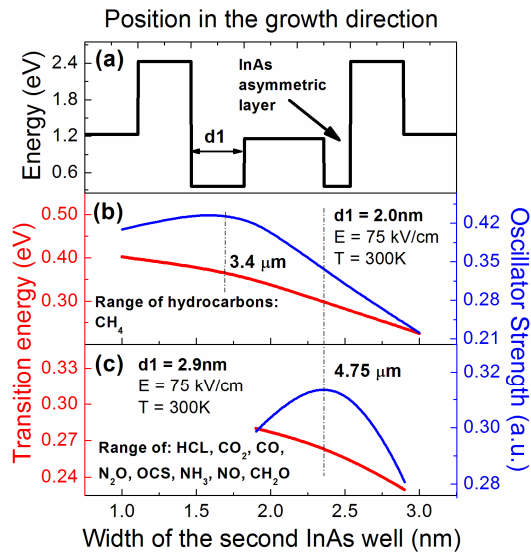 Position in the growth direction
Energy (eV)
2.4
1.8
1.2
0.6
(a)
InAs
asymmetric
layer
d1
Transition energy (eV)
0.50
0.40
0.30
(b)
d1 = 2.0nm
E = 75 kV/cm
T = 300K
3.4 μm
Range of hydrocarbons:
CH₄
0.42
0.35
0.28
0.21
Oscillator Strength (a.u.)
0.33
0.30
0.27
0.24
(c)
d1 = 2.9nm
E = 75 kV/cm
T = 300K
4.75 μm
Range of: HCL, CO₂, CO,
N₂O, OCS, NH₃, NO, CH₂O
0.32
0.30
0.28
1.0 1.5 2.0 2.5 3.0
Width of the second InAs well (nm)